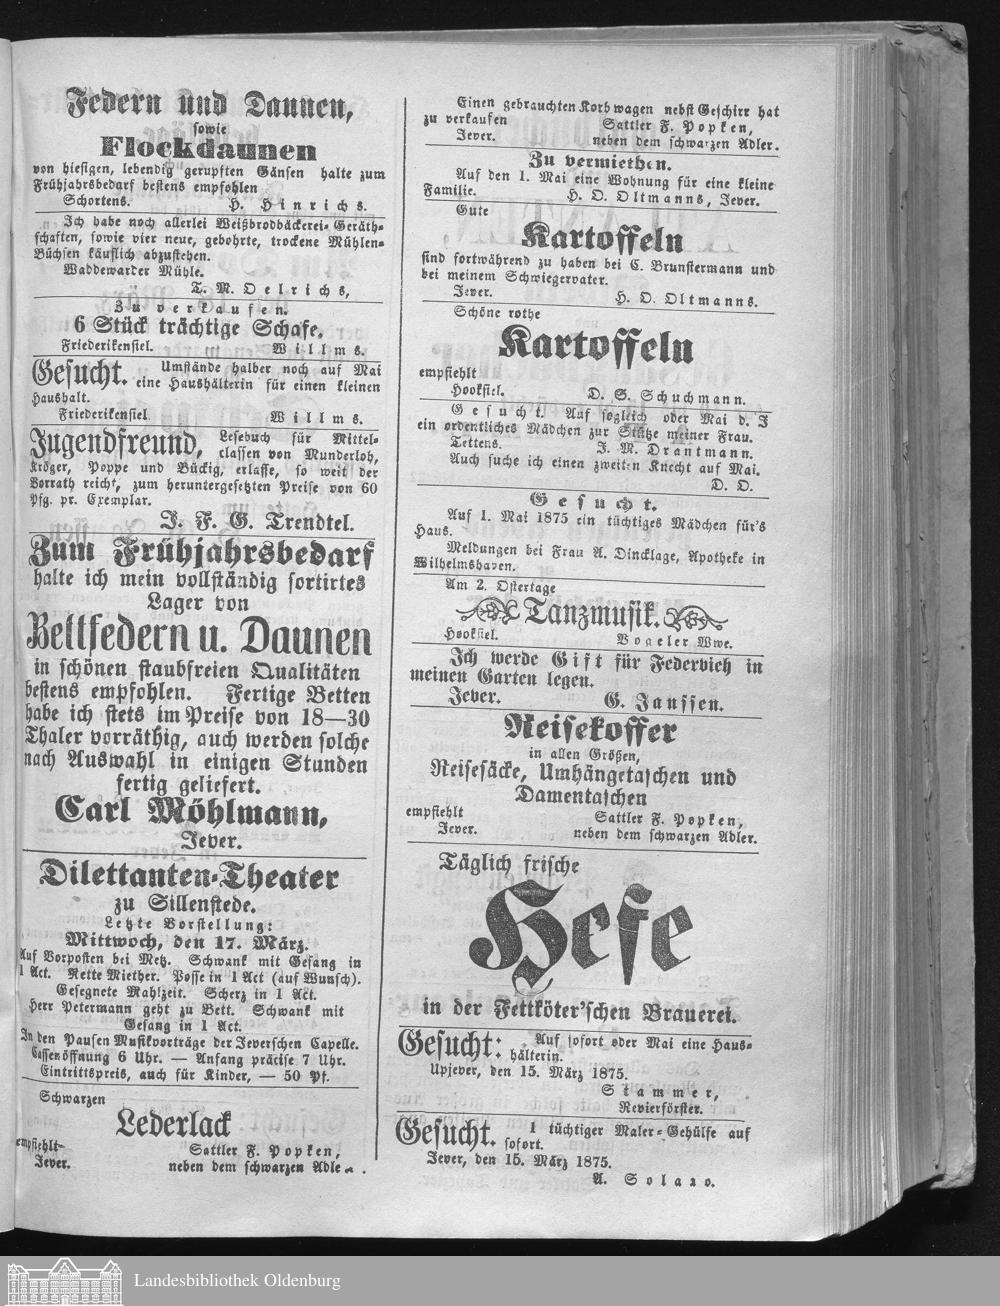 Federn und Daunen,
sowie
Flockdaunen
von hiesigen, lebendig gerupften Gänsen halte zum
Frühjahrsbedarf bestens empfohlen
Schortens. H. Hinrichs.
Ich habe noch allerlei Weißbrodbäckerei-Geräth-
schaften, sowie vier neue, gebohrte, trockene Mühlen-
Büchsen käuflich abzustehen.
Waddewarder Mühle.
T. M. Oelrichs,
Zu verkaufen.
6 Stück trächtige Schafe.
Friederikensiel. Willms.
Gesucht. Umstände halber noch auf Mai
eine Haushälterin für einen kleinen
Haushalt.
Friederikensiel Willms.
Jugendfreund, Lesebuch für Mittel-
classen von Munderloh,
Kröger, Poppe und Bückig, erlasse, so weit der
Vorrath reicht, zum heruntergesetzten Preise von 60
Pfg. pr. Exemplar.
J. F. G. Trendtel.
Zum Frühjahrsbedarf
halte ich mein vollständig sortirtes
Lager von
Bettfedern u. Daunen
in schönen staubfreien Qualitäten
bestens empfohlen. Fertige Betten
habe ich stets im Preise von 18—30
Thaler vorräthig, auch werden solche
nach Auswahl in einigen Stunden
fertig geliefert.
Carl Möhlmann,
Jever.
Dilettanten-Theater
zu Sillenstede.
Letzte Vorstellung:
Mittwoch, den 17. März.
Auf Vorposten bei Metz. Schwank mit Gesang in
1 Act. Nette Miether. Posse in 1 Act (auf Wunsch).
Gesegnete Mahlzeit. Scherz in 1 Act.
Herr Petermann geht zu Bett. Schwank mit
Gesang in 1 Act.
In den Pausen Musikvorträge der Jeverschen Capelle.
Cassenöffnung 6 Uhr. — Anfang präcise 7 Uhr.
Eintrittspreis, auch für Kinder, — 50 Pf.
Schwarzen
Lederlack
empfiehlt Sattler F. Popken,
Jever. neben dem schwarzen Adler.
Einen gebrauchten Korbwagen nebst Geschirr hat
zu verkaufen Sattler F. Popken,
Jever. neben dem schwarzen Adler.
Zu vermiethen.
Auf den 1. Mai eine Wohnung für eine kleine
Familie. H. O. Oltmanns, Jever.
Gute
Kartoffeln
sind fortwährend zu haben bei C. Brunstermann und
bei meinem Schwiegervater.
Jever. H. O. Oltmanns.
Schöne rothe
Kartoffeln
empfiehlt
Hooksiel. D. G. Schuchmann.
Gesucht. Auf sogleich oder Mai d. J
ein ordentliches Mädchen zur Stütze meiner Frau.
Tettens. J. M. Drantmann.
Auch suche ich einen zweiten Knecht auf Mai.
D. O.
Gesucht.
Auf 1. Mai 1875 ein tüchtiges Mädchen für's
Haus.
Meldungen bei Frau A. Dincklage, Apotheke in
Wilhelmshaven.
Am 2. Ostertage
Tanzmusik.
Hooksiel. Vogeler Wwe.
Ich werde Gift für Federvieh in
meinen Garten legen.
Jever. G. Janssen.
Reisekoffer
in allen Größen,
Reisesäcke, Umhängetaschen und
Damentaschen
empfiehlt Sattler F. Popken,
Jever. neben dem schwarzen Adler.
Täglich frische
Hefe
in der Fettköter'schen Brauerei.
Gesucht: Auf sofort oder Mai eine Haus-
hälterin.
Upjever, den 15. März 1875.
Stammer,
Revierförster.
Gesucht. 1 tüchtiger Maler-Gehülfe auf
sofort.
Jever, den 15. März 1875.
A. Solaro.
Landesbibliothek Oldenburg